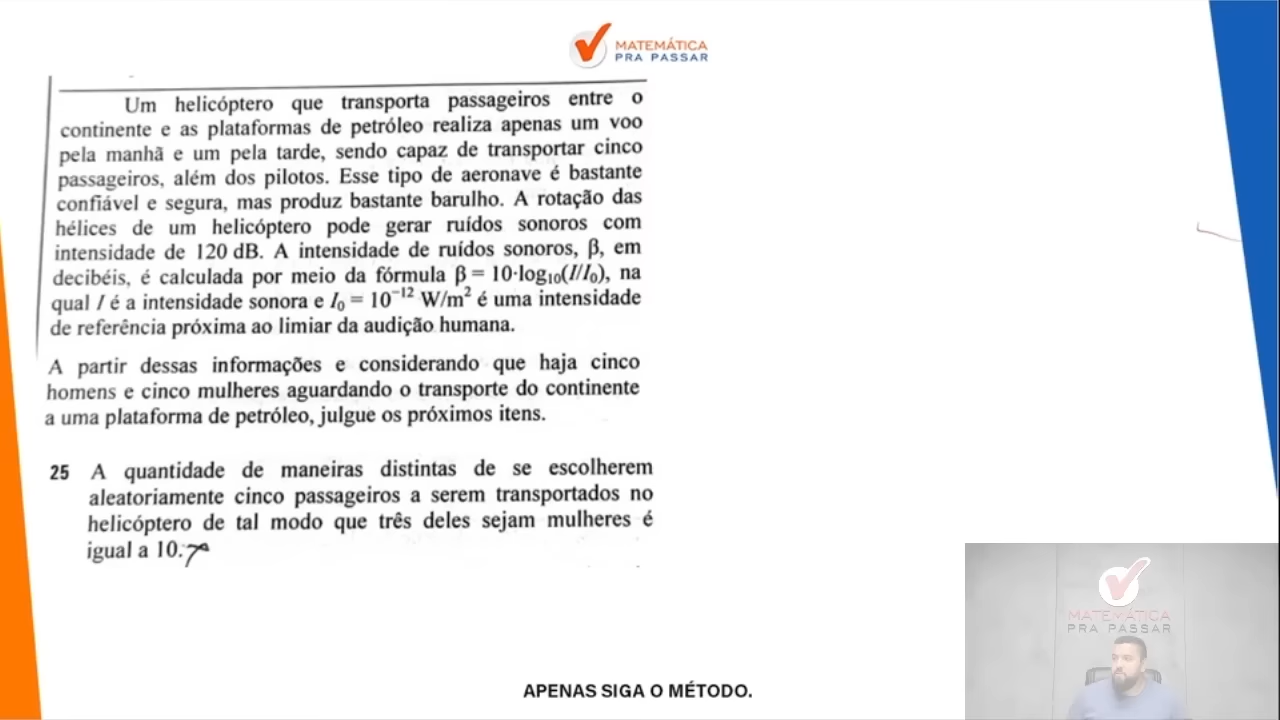 MATEMÁTICA
PRA PASSAR
Um helicóptero que transporta passageiros entre o
continente e as plataformas de petróleo realiza apenas um voo
pela manhã e um pela tarde, sendo capaz de transportar cinco
passageiros, além dos pilotos. Esse tipo de aeronave é bastante
confiável e segura, mas produz bastante barulho. A rotação das
hélices de um helicóptero pode gerar ruídos sonoros com
intensidade de 120 dB. A intensidade de ruídos sonoros, β, em
decibéis, é calculada por meio da fórmula β = 10·log₁₀(I/I₀), na
qual I é a intensidade sonora e I₀ = 10⁻¹² W/m² é uma intensidade
de referência próxima ao limiar da audição humana.
A partir dessas informações e considerando que haja cinco
homens e cinco mulheres aguardando o transporte do continente
a uma plataforma de petróleo, julgue os próximos itens.
25 A quantidade de maneiras distintas de se escolherem
aleatoriamente cinco passageiros a serem transportados no
helicóptero de tal modo que três deles sejam mulheres é
igual a 10.
MATEMÁTICA
PRA PASSAR
APENAS SIGA O MÉTODO.